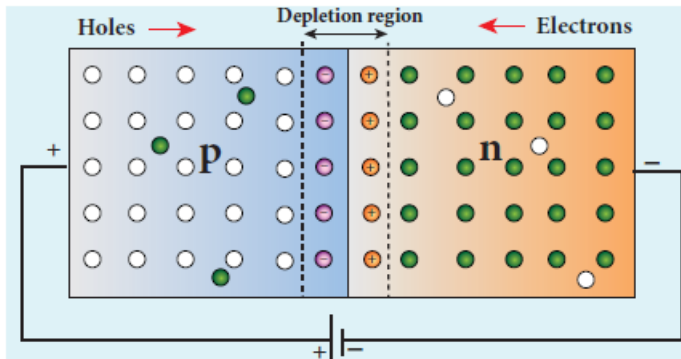 Depletion region
Holes
Electrons
− +
− +
p
n
− +
− +
− +
+
−
+
−